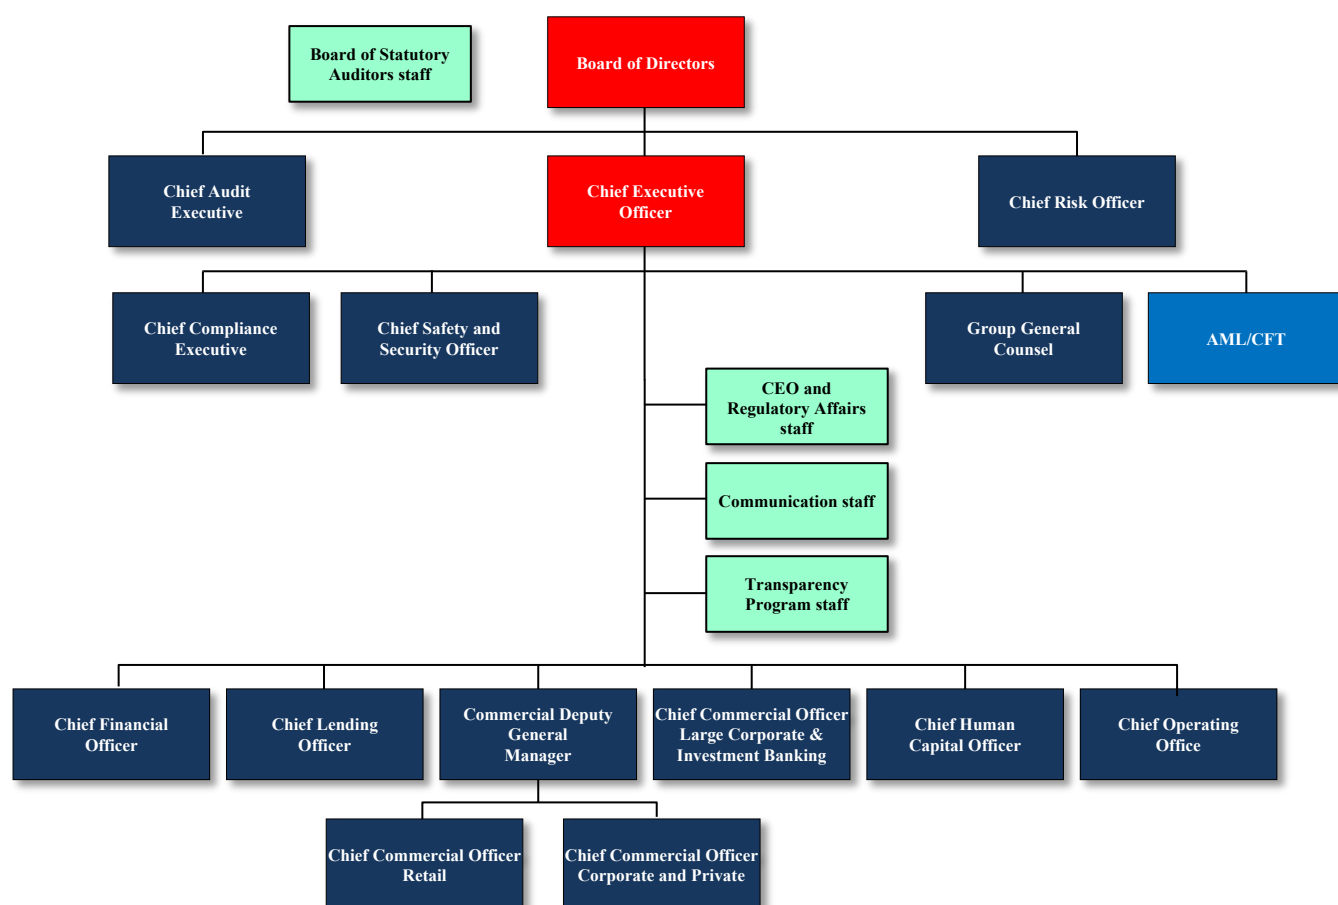 Board of Statutory
Auditors staff
Board of Directors
Chief Audit
Executive
Chief Executive
Officer
Chief Risk Officer
Chief Compliance
Executive
Chief Safety and
Security Officer
Group General
Counsel
AML/CFT
CEO and
Regulatory Affairs
staff
Communication staff
Transparency
Program staff
Chief Financial
Officer
Chief Lending
Officer
Commercial Deputy
General
Manager
Chief Commercial Officer
Large Corporate &
Investment Banking
Chief Human
Capital Officer
Chief Operating
Office
Chief Commercial Officer
Retail
Chief Commercial Officer
Corporate and Private